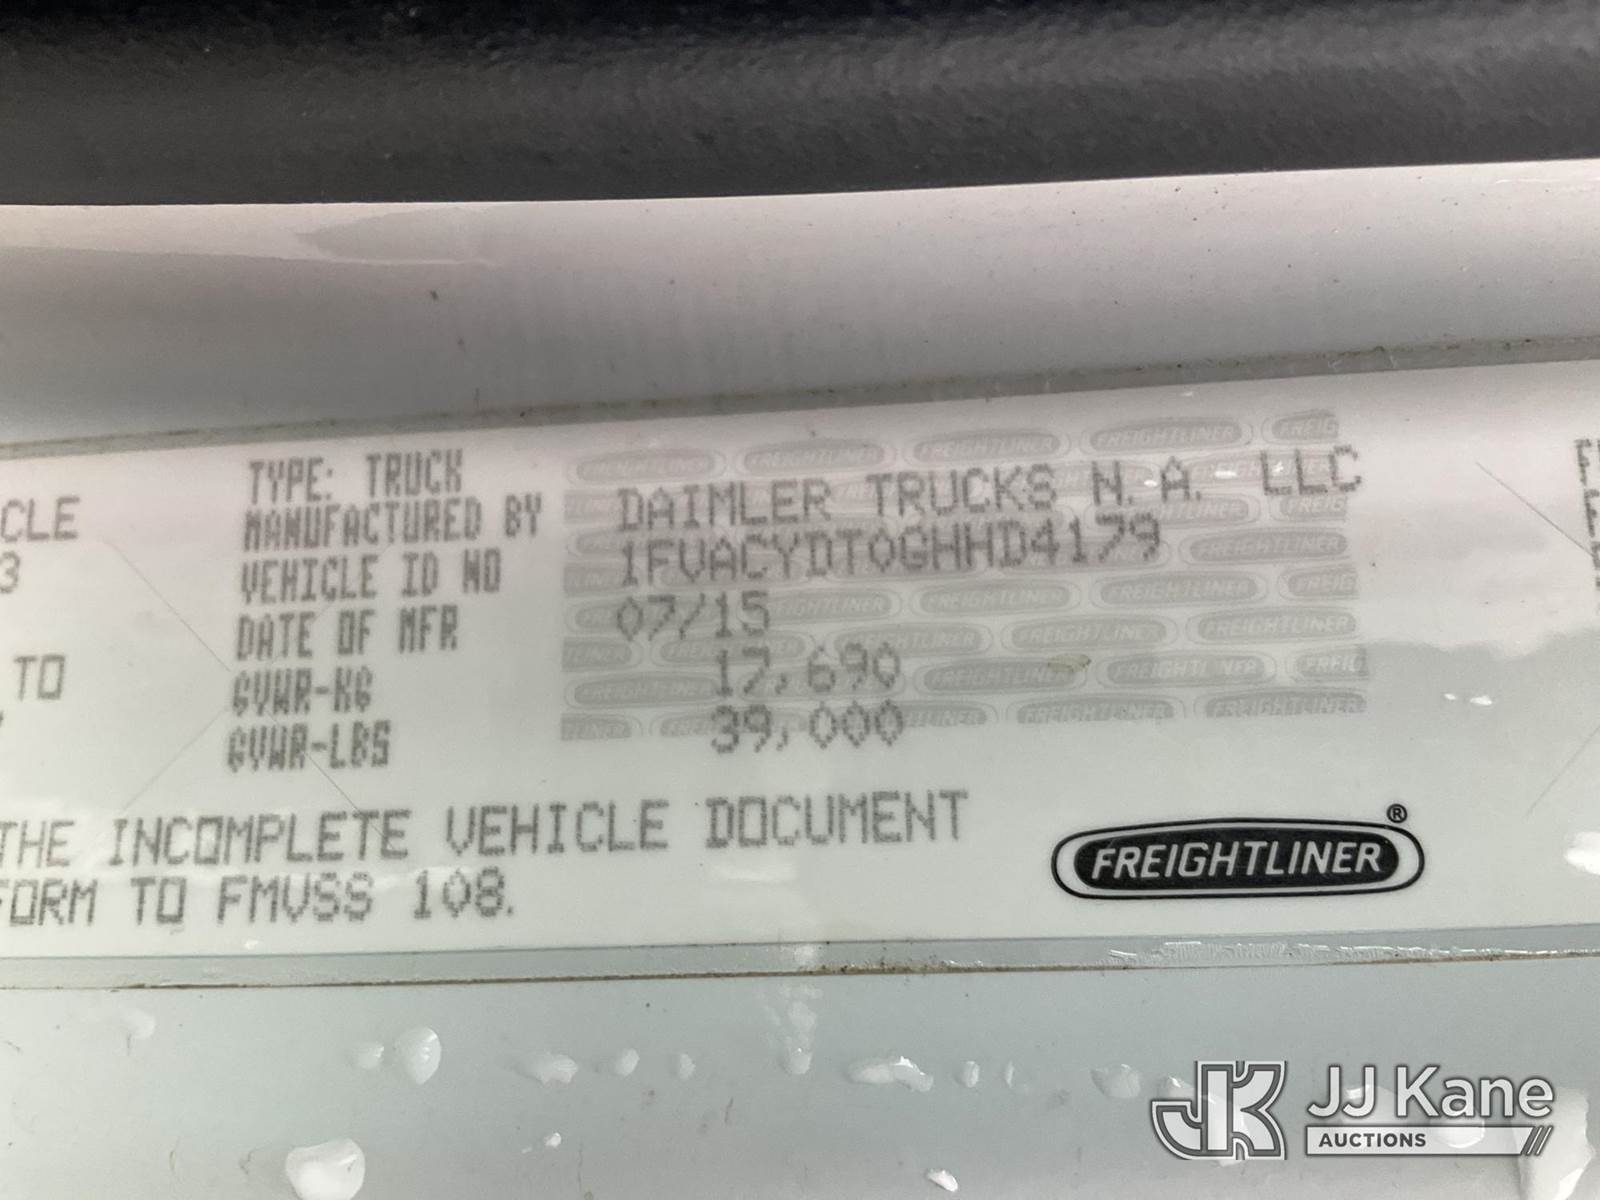 CLE
3
TO
TYPE: TRUCK
MANUFACTURED BY DAIMLER TRUCKS N.A. LLC
VEHICLE ID NO 1FVACYDT0GHHD4179
DATE OF MFR 07/15
GVWR-KG 17,690
GVWR-LBS 39,000
THE INCOMPLETE VEHICLE DOCUMENT
FORM TO FMVSS 108.
FREIGHTLINER®
JK JJ Kane
AUCTIONS